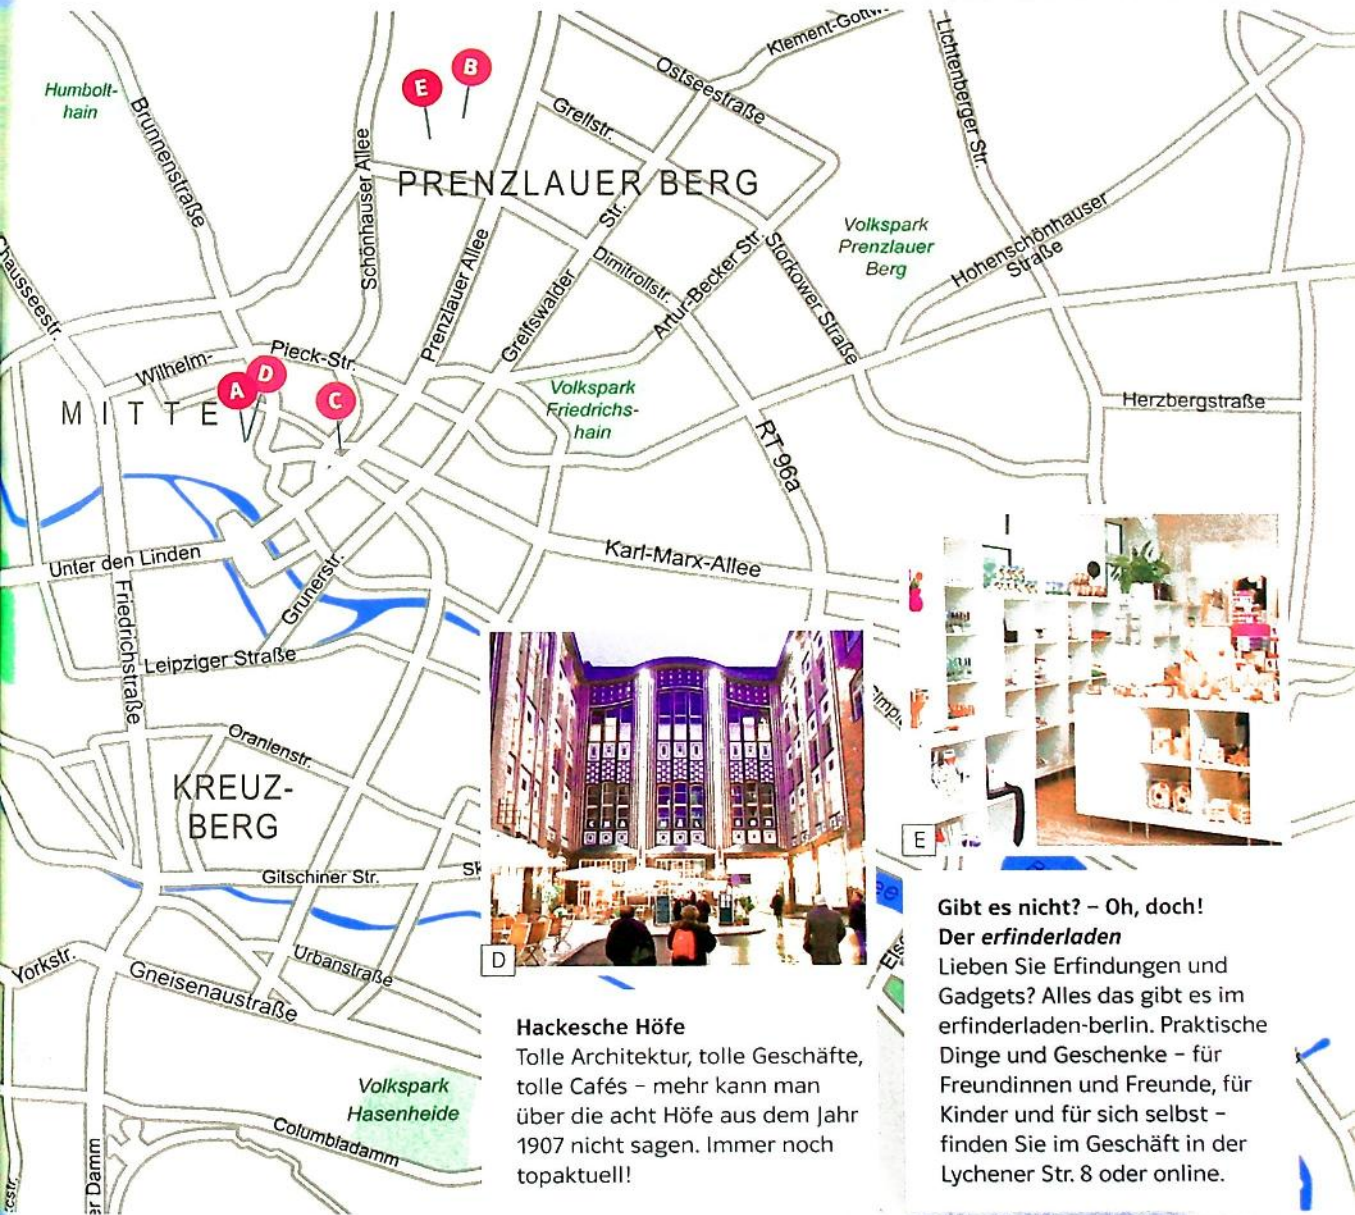 Klement-Gottw
Lichtenberger Str.
Ostseestraße
E
B
Humbolt-
hain
Brunnenstraße
Grellstr.
Schönhauser Allee
PRENZLAUER BERG
Str.
Volkspark
Prenzlauer
Berg
Hohenschönhauser
Straße
Chausseestr.
Prenzlauer Allee
Greifswalder
Dimitroffstr.
Artur-Becker Str.
Storkower Straße
Wilhelm-
Pieck-Str.
A
D
C
MITTE
Volkspark
Friedrichs-
hain
Herzbergstraße
RT 96a
Unter den Linden
Karl-Marx-Allee
Friedrichstraße
Grunerstr.
Leipziger Straße
Oranienstr.
KREUZ-
BERG
Gitschiner Str.
Sk
Yorkstr.
Gneisenaustraße
Urbanstraße
Volkspark
Hasenheide
Columbiadamm
er Damm
D
Hackesche Höfe
Tolle Architektur, tolle Geschäfte,
tolle Cafés – mehr kann man
über die acht Höfe aus dem Jahr
1907 nicht sagen. Immer noch
topaktuell!
E
Gibt es nicht? – Oh, doch!
Der erfinderladen
Lieben Sie Erfindungen und
Gadgets? Alles das gibt es im
erfinderladen-berlin. Praktische
Dinge und Geschenke – für
Freundinnen und Freunde, für
Kinder und für sich selbst –
finden Sie im Geschäft in der
Lychener Str. 8 oder online.